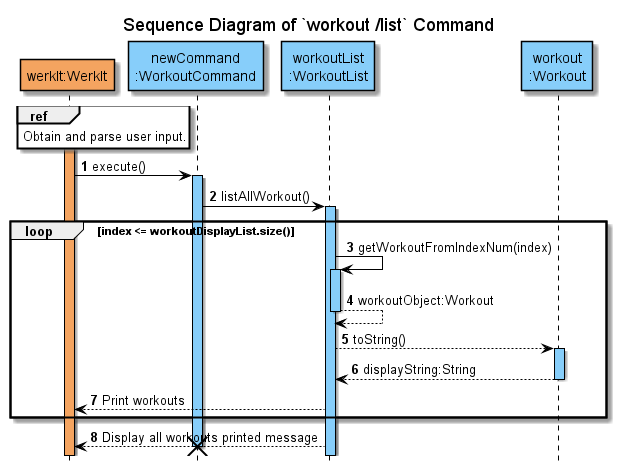 Sequence Diagram of `workout /list` Command
werkIt:WerkIt
newCommand
:WorkoutCommand
workoutList
:WorkoutList
workout
:Workout
ref
Obtain and parse user input.
1 execute()
2 listAllWorkout()
loop [index <= workoutDisplayList.size()]
3 getWorkoutFromIndexNum(index)
4 workoutObject:Workout
5 toString()
6 displayString:String
7 Print workouts
8 Display all workouts printed message